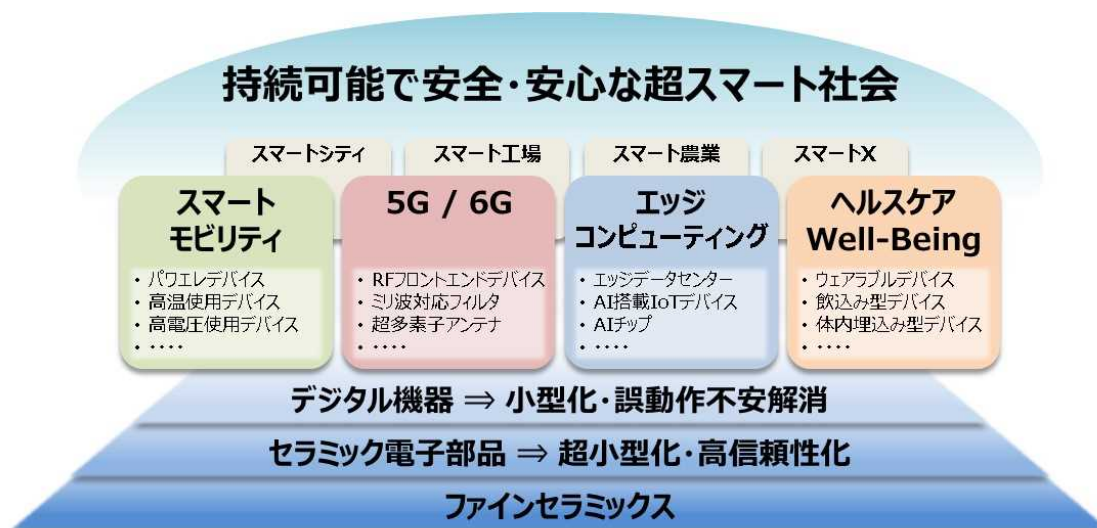 持続可能で安全・安心な超スマート社会
スマートシティ
スマート工場
スマート農業
スマートX
スマート
モビリティ
・ パワエレデバイス
・ 高温使用デバイス
・ 高電圧使用デバイス
・ ‥‥
5G / 6G
・ RFフロントエンドデバイス
・ ミリ波対応フィルタ
・ 超多素子アンテナ
・ ‥‥
エッジ
コンピューティング
・ エッジデータセンター
・ AI搭載IoTデバイス
・ AIチップ
・ ‥‥
ヘルスケア
Well-Being
・ ウェアラブルデバイス
・ 飲込み型デバイス
・ 体内埋込み型デバイス
・ ‥‥
デジタル機器 ⇒ 小型化・誤動作不安解消
セラミック電子部品 ⇒ 超小型化・高信頼性化
ファインセラミックス